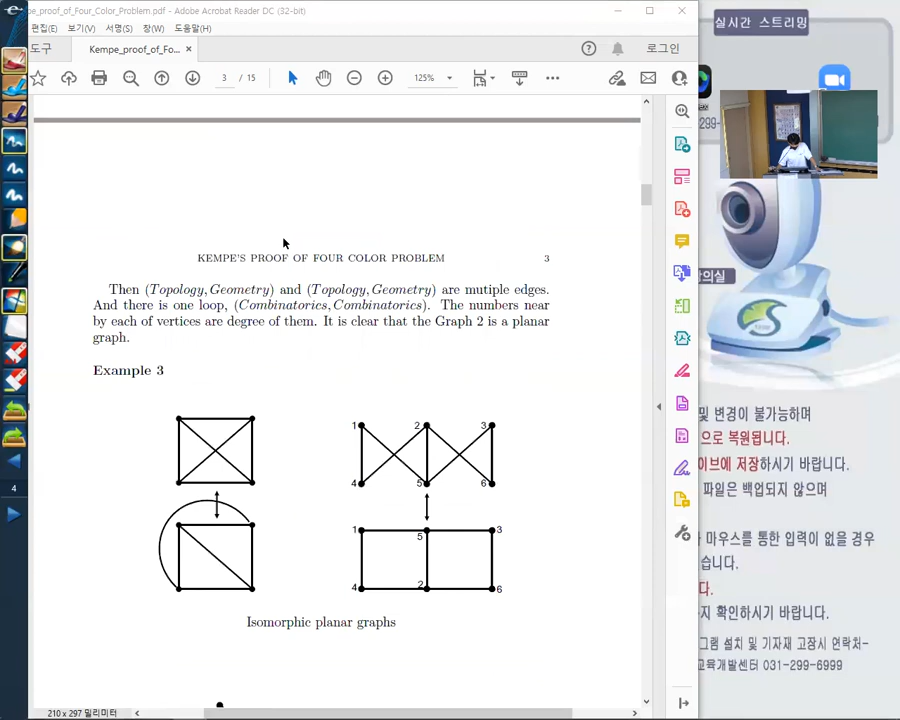 pe_proof_of_Four_Color_Problem.pdf - Adobe Acrobat Reader DC (32-bit)
편집(E) 보기(V) 서명(S) 창(W) 도움말(H)
도구 Kempe_proof_of_Fo... × 로그인
3 / 15 125%
실시간 스트리밍
299-
KEMPE'S PROOF OF FOUR COLOR PROBLEM 3
Then (Topology, Geometry) and (Topology, Geometry) are mutiple edges.
And there is one loop, (Combinatories, Combinatorics). The numbers near
by each of vertices are degree of them. It is clear that the Graph 2 is a planar
graph.
Example 3
1 2 3
4 5 6
1 5 3
4 2 6
Isomorphic planar graphs
4
210 x 297 밀리미터
강의실
및 변경이 불가능하며
으로 복원됩니다.
이브에 저장하시기 바랍니다.
파일은 백업되지 않으며
마우스를 통한 입력이 없을 경우
습니다.
다.
지 확인하시기 바랍니다.
그램 설치 및 기자재 고장시 연락처-
교육개발센터 031-299-6999